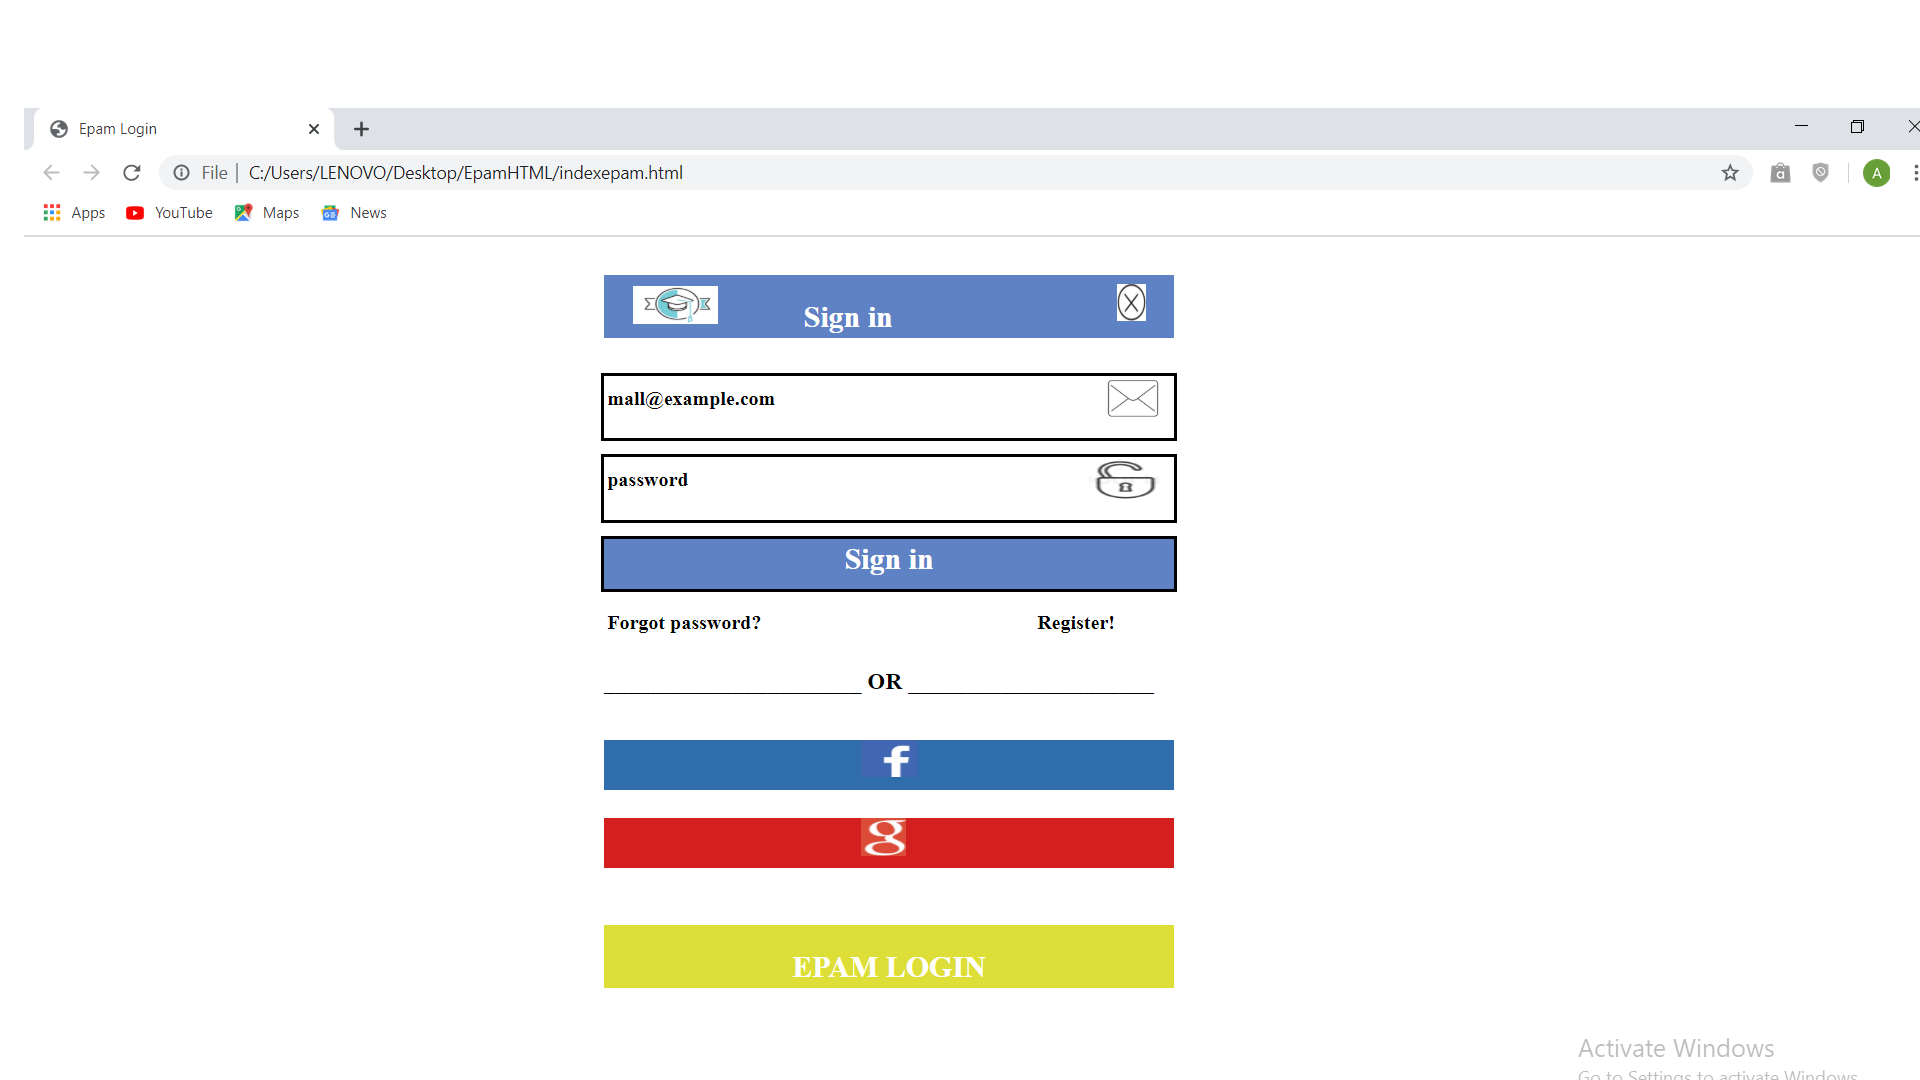 Epam Login
File | C:/Users/LENOVO/Desktop/EpamHTML/indexepam.html
A
Apps YouTube Maps News
Sign in
mall@example.com
password
Sign in
Forgot password? Register!
OR
f
g
EPAM LOGIN
Activate Windows
Go to Settings to activate Windows